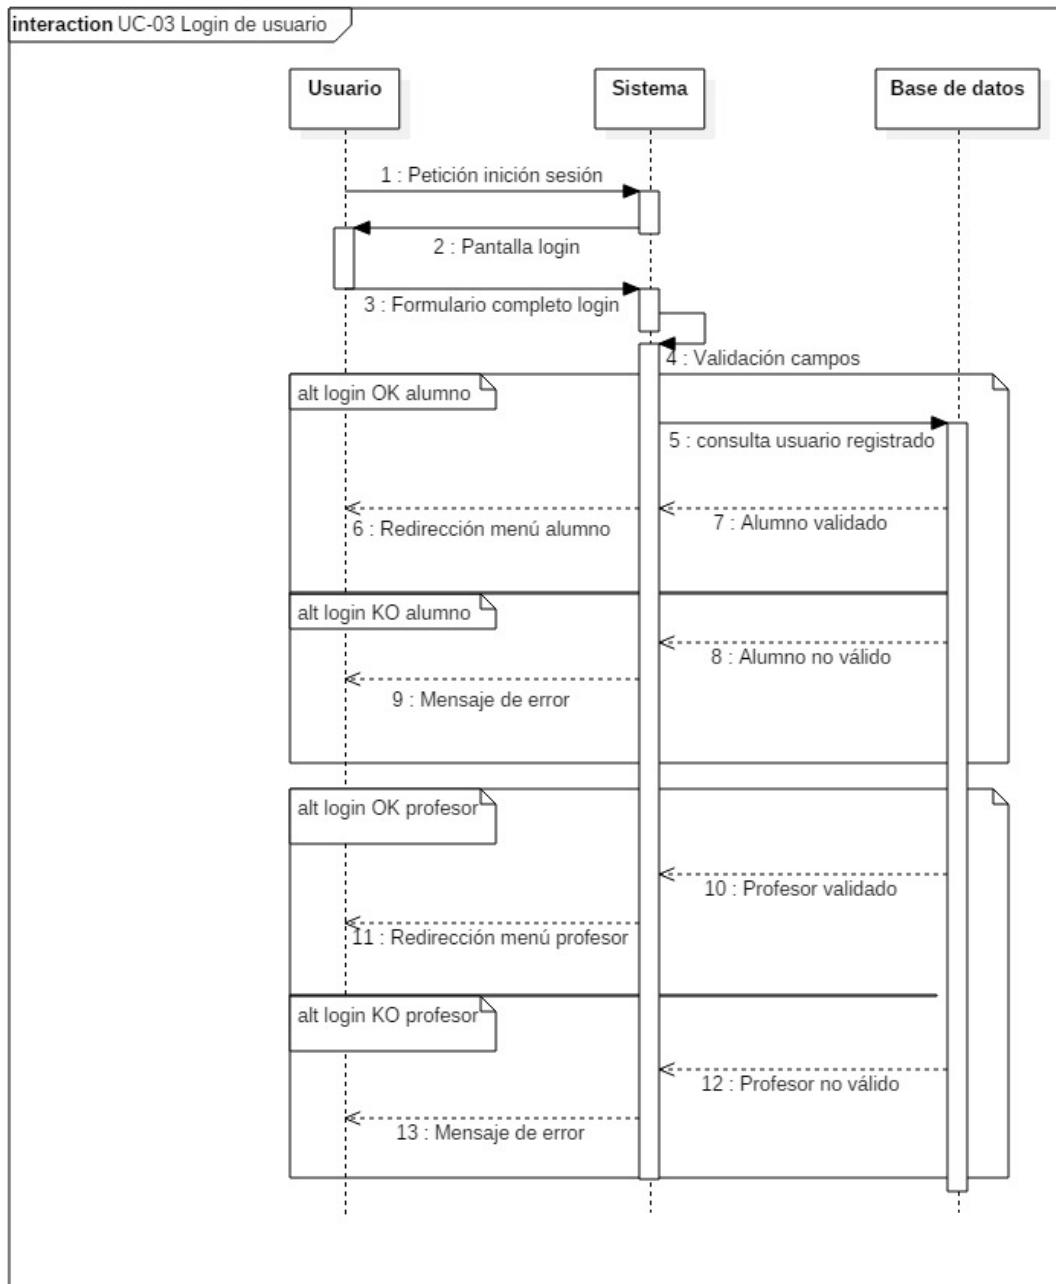 interaction UC-03 Login de usuario
Usuario
Sistema
Base de datos
1 : Petición inición sesión
2 : Pantalla login
3 : Formulario completo login
4 : Validación campos
alt login OK alumno
5 : consulta usuario registrado
6 : Redirección menú alumno
7 : Alumno validado
alt login KO alumno
8 : Alumno no válido
9 : Mensaje de error
alt login OK profesor
10 : Profesor validado
11 : Redirección menú profesor
alt login KO profesor
12 : Profesor no válido
13 : Mensaje de error